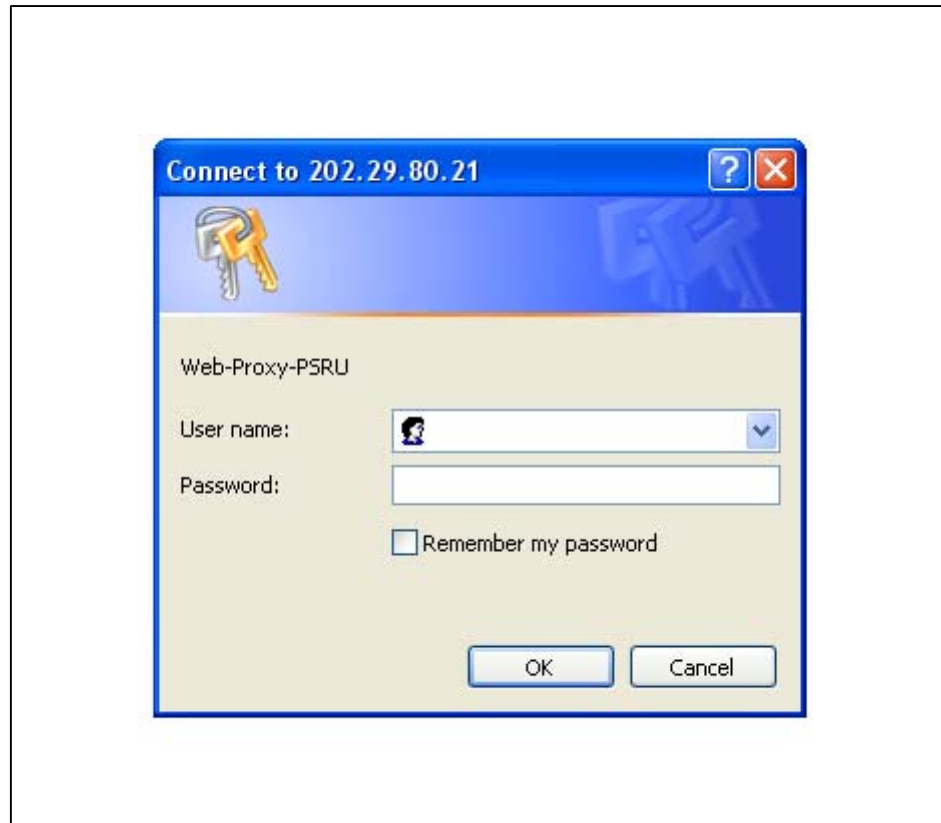 Connect to 202.29.80.21
Web-Proxy-PSRU
User name:
Password:
Remember my password
OK
Cancel